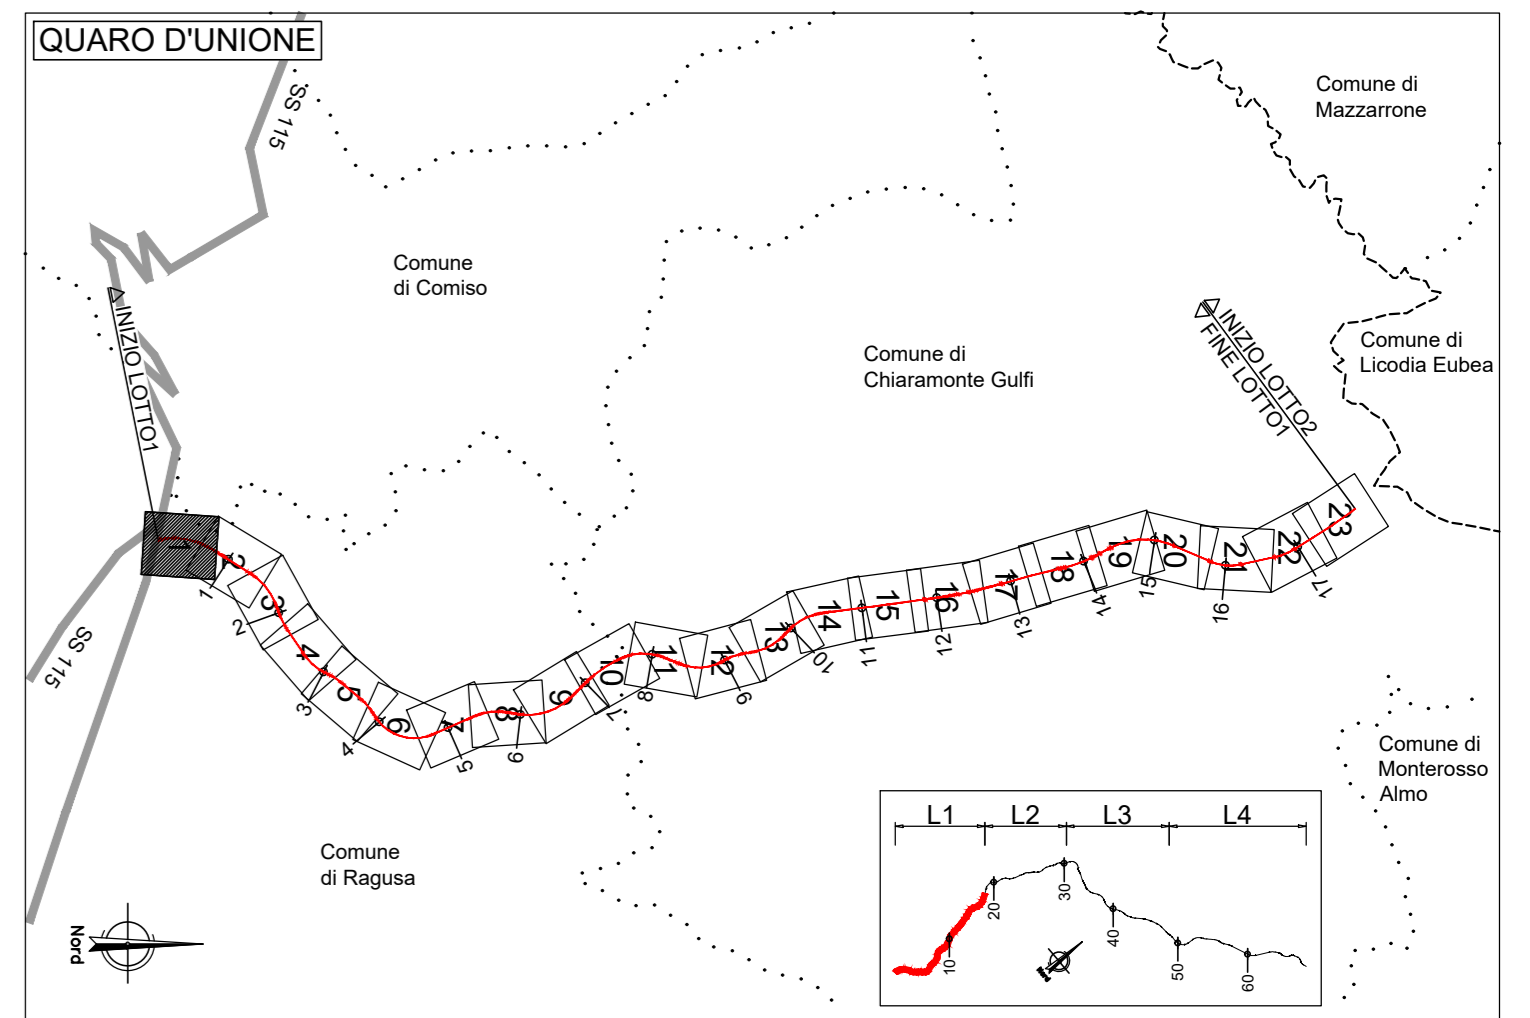 QUARO D'UNIONE
SS 115
Comune di
Mazzarrone
Comune
di Comiso
INIZIO LOTTO1
Comune di
Chiaramonte Gulfi
INIZIO LOTTO2
FINE LOTTO1
Comune di
Licodia Eubea
SS 115
1
2
3
4
5
6
7
8
9
10
11
12
13
14
15
16
17
18
19
20
21
22
23
1
2
3
4
5
6
7
8
9
10
11
12
13
14
15
16
17
Comune di
Monterosso
Almo
Comune
di Ragusa
Nord
L1 L2 L3 L4
10
20
30
40
50
60